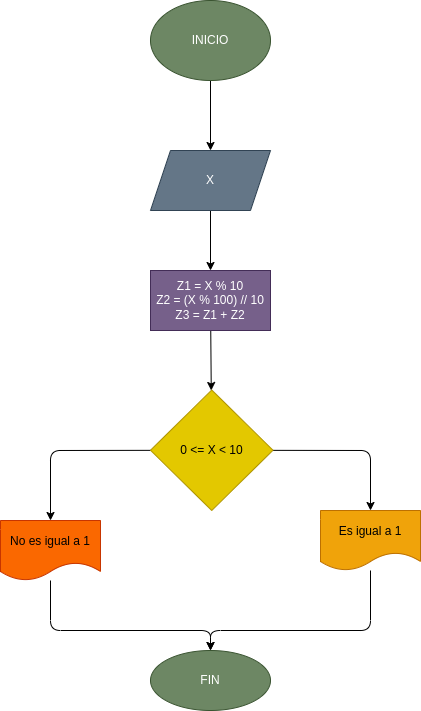 INICIO
X
Z1 = X % 10
Z2 = (X % 100) // 10
Z3 = Z1 + Z2
0 <= X < 10
No es igual a 1
Es igual a 1
FIN